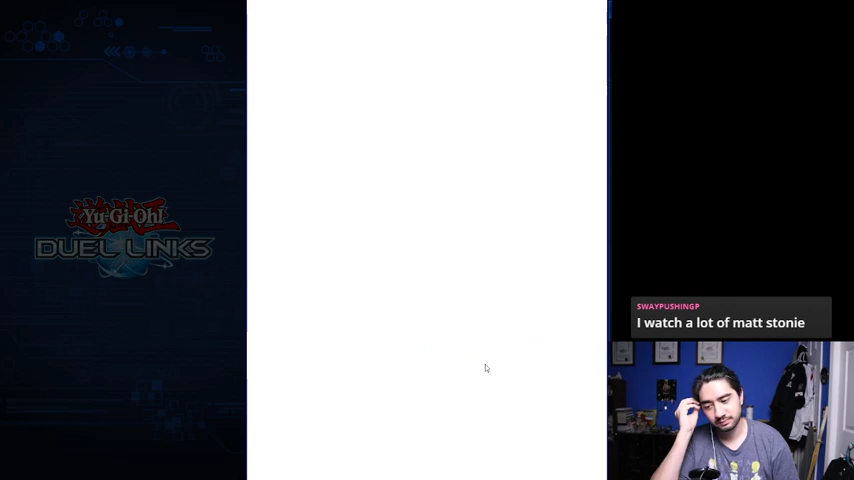 Yu-Gi-Oh!
DUEL LINKS
SWAYPUSHINGP
I watch a lot of matt stonie